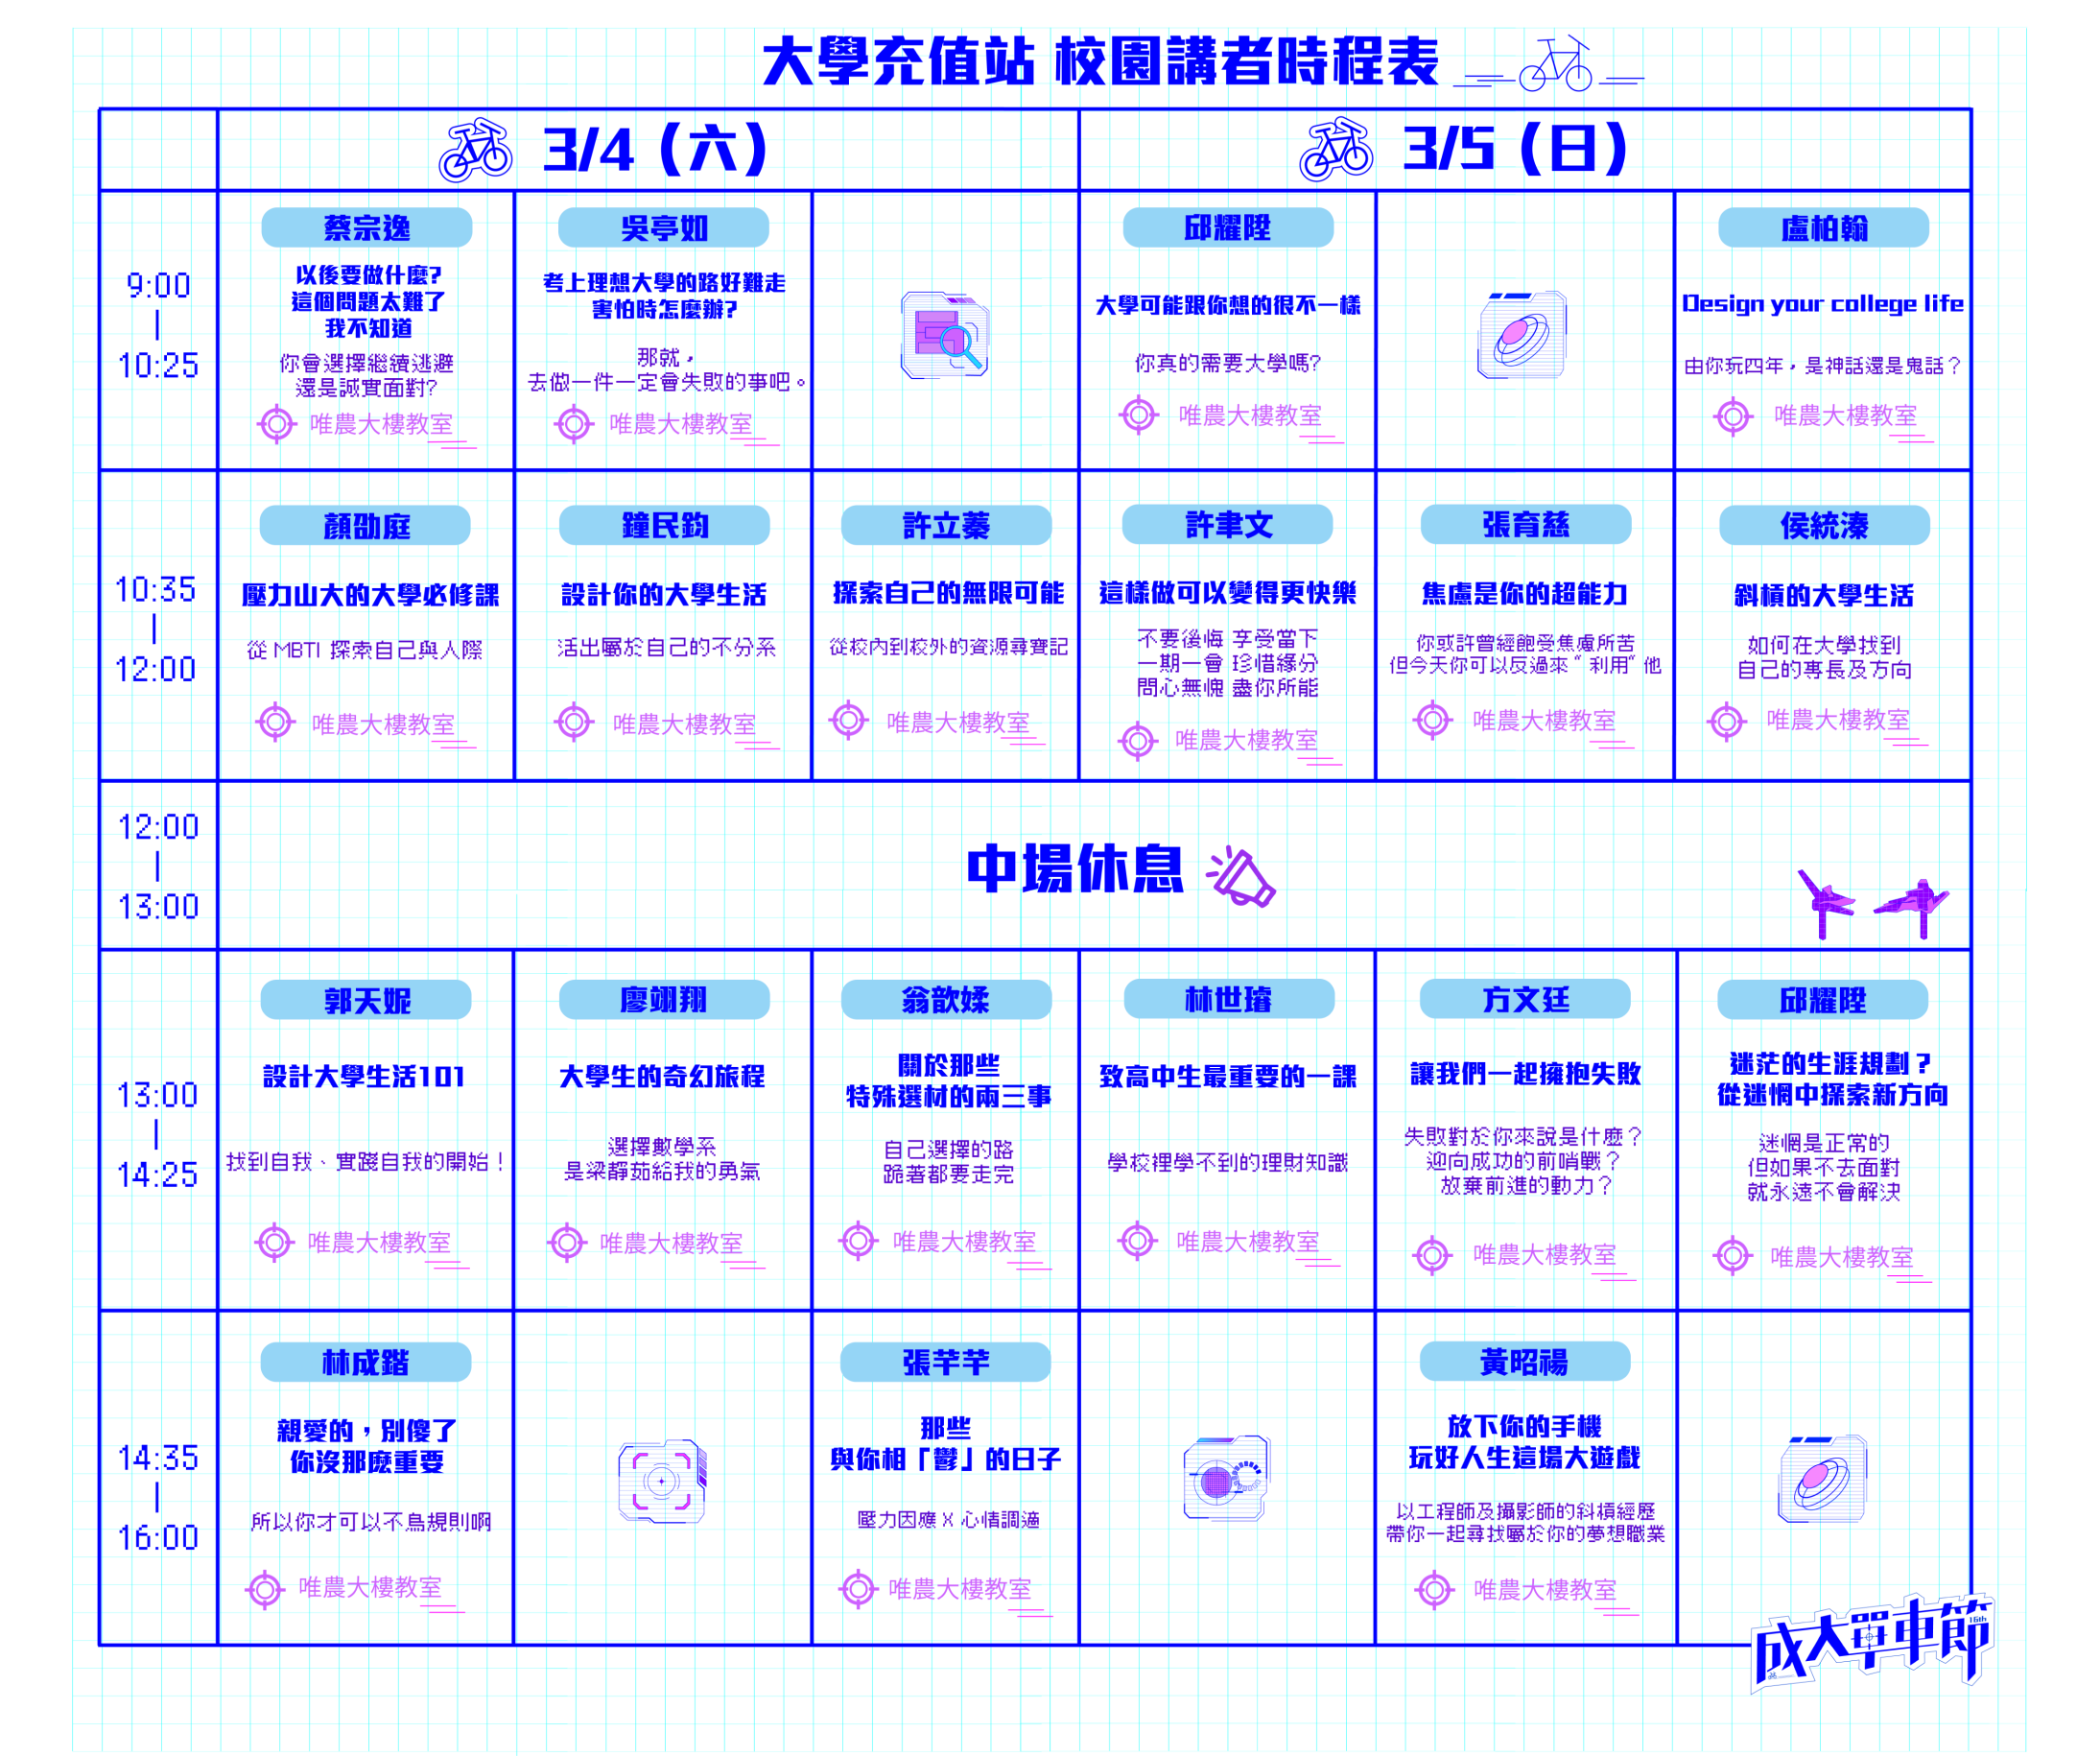 大學充值站 校園講者時程表
3/4 (六)
3/5 (日)
9:00
|
10:25
蔡宗逸
以後要做什麼?
這個問題太難了
我不知道
你會選擇繼續逃避
還是誠實面對?
唯農大樓教室
吳亭如
考上理想大學的路好難走
害怕時怎麼辦?
那就，
去做一件一定會失敗的事吧。
唯農大樓教室
邱耀陞
大學可能跟你想的很不一樣
你真的需要大學嗎?
唯農大樓教室
盧柏翰
Design your college life
由你玩四年，是神話還是鬼話？
唯農大樓教室
10:35
|
12:00
顏劭庭
壓力山大的大學必修課
從 MBTI 探索自己與人際
唯農大樓教室
鐘民鈞
設計你的大學生活
活出屬於自己的不分系
唯農大樓教室
許立蓁
探索自己的無限可能
從校內到校外的資源尋寶記
唯農大樓教室
許聿文
這樣做可以變得更快樂
不要後悔 享受當下
一期一會 珍惜緣分
問心無愧 盡你所能
唯農大樓教室
張育慈
焦慮是你的超能力
你或許曾經飽受焦慮所苦
但今天你可以反過來 " 利用" 他
唯農大樓教室
侯統溱
斜槓的大學生活
如何在大學找到
自己的專長及方向
唯農大樓教室
12:00
|
13:00
中場休息
13:00
|
14:25
郭天妮
設計大學生活101
找到自我、實踐自我的開始！
唯農大樓教室
廖翊翔
大學生的奇幻旅程
選擇數學系
是梁靜茹給我的勇氣
唯農大樓教室
翁歆媃
關於那些
特殊選材的兩三事
自己選擇的路
跪著都要走完
唯農大樓教室
林世璿
致高中生最重要的一課
學校裡學不到的理財知識
唯農大樓教室
方文廷
讓我們一起擁抱失敗
失敗對於你來說是什麼？
迎向成功的前哨戰？
放棄前進的動力？
唯農大樓教室
邱耀陞
迷茫的生涯規劃？
從迷惘中探索新方向
迷惘是正常的
但如果不去面對
就永遠不會解決
唯農大樓教室
14:35
|
16:00
林成鍇
親愛的，別傻了
你沒那麼重要
所以你才可以不鳥規則啊
唯農大樓教室
張芊芊
那些
與你相「鬱」的日子
壓力因應 X 心情調適
唯農大樓教室
黃昭禓
放下你的手機
玩好人生這場大遊戲
以工程師及攝影師的斜槓經歷
帶你一起尋找屬於你的夢想職業
唯農大樓教室
成大單車節
16th